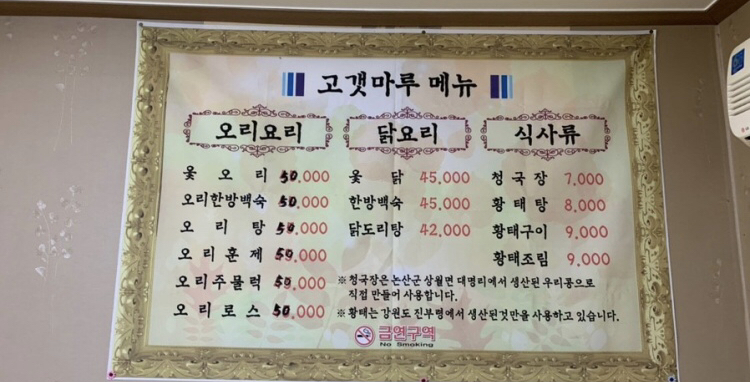 고갯마루 메뉴
오리요리
옻오리 50,000
오리한방백숙 50,000
오리탕 50,000
오리훈제 50,000
오리주물럭 50,000
오리로스 50,000
닭요리
옻닭 45,000
한방백숙 45,000
닭도리탕 42,000
식사류
청국장 7,000
황태탕 8,000
황태구이 9,000
황태조림 9,000
※ 청국장은 논산군 상월면 대명리에서 생산된 우리콩으로
직접 만들어 사용합니다.
※ 황태는 강원도 진부령에서 생산된것만을 사용하고 있습니다.
금연구역
No Smoking